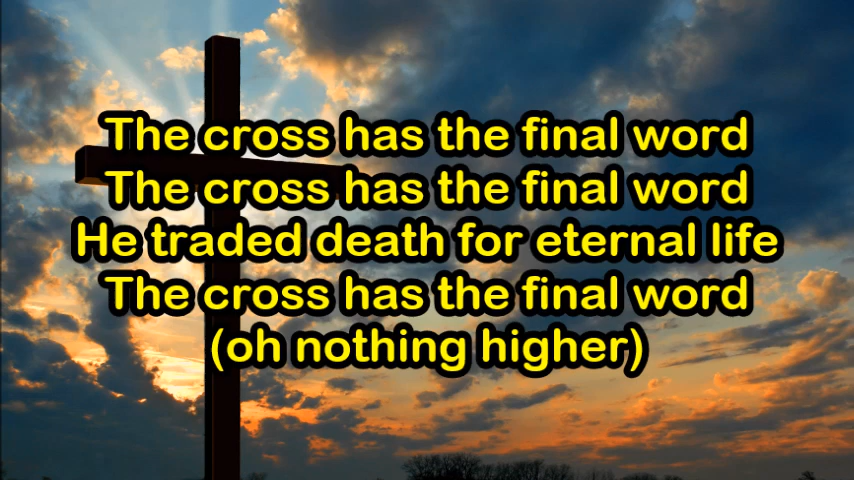 The cross has the final word
The cross has the final word
He traded death for eternal life
The cross has the final word
(oh nothing higher)